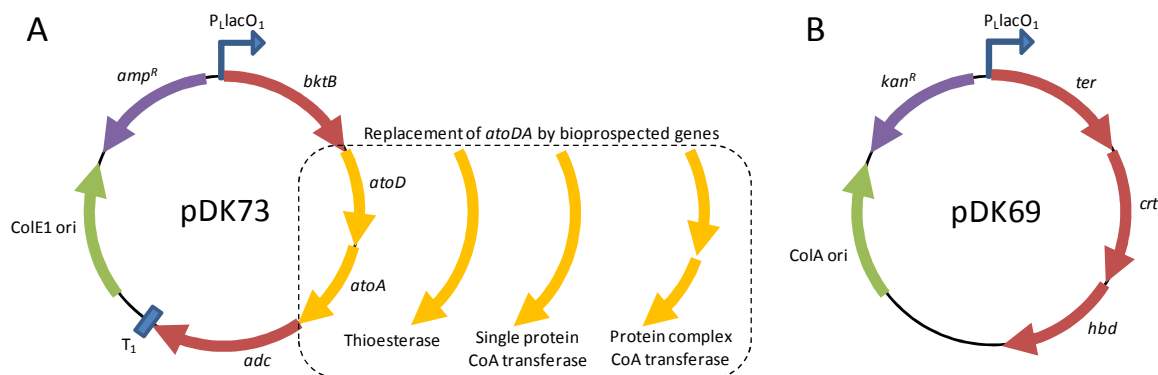 A
PLlacO1
ampR
bktB
Replacement of atoDA by bioprospected genes
atoD
pDK73
ColE1 ori
atoA
T1
adc
Thioesterase
Single protein
CoA transferase
Protein complex
CoA transferase
B
PLlacO1
kanR
ter
pDK69
crt
ColA ori
hbd